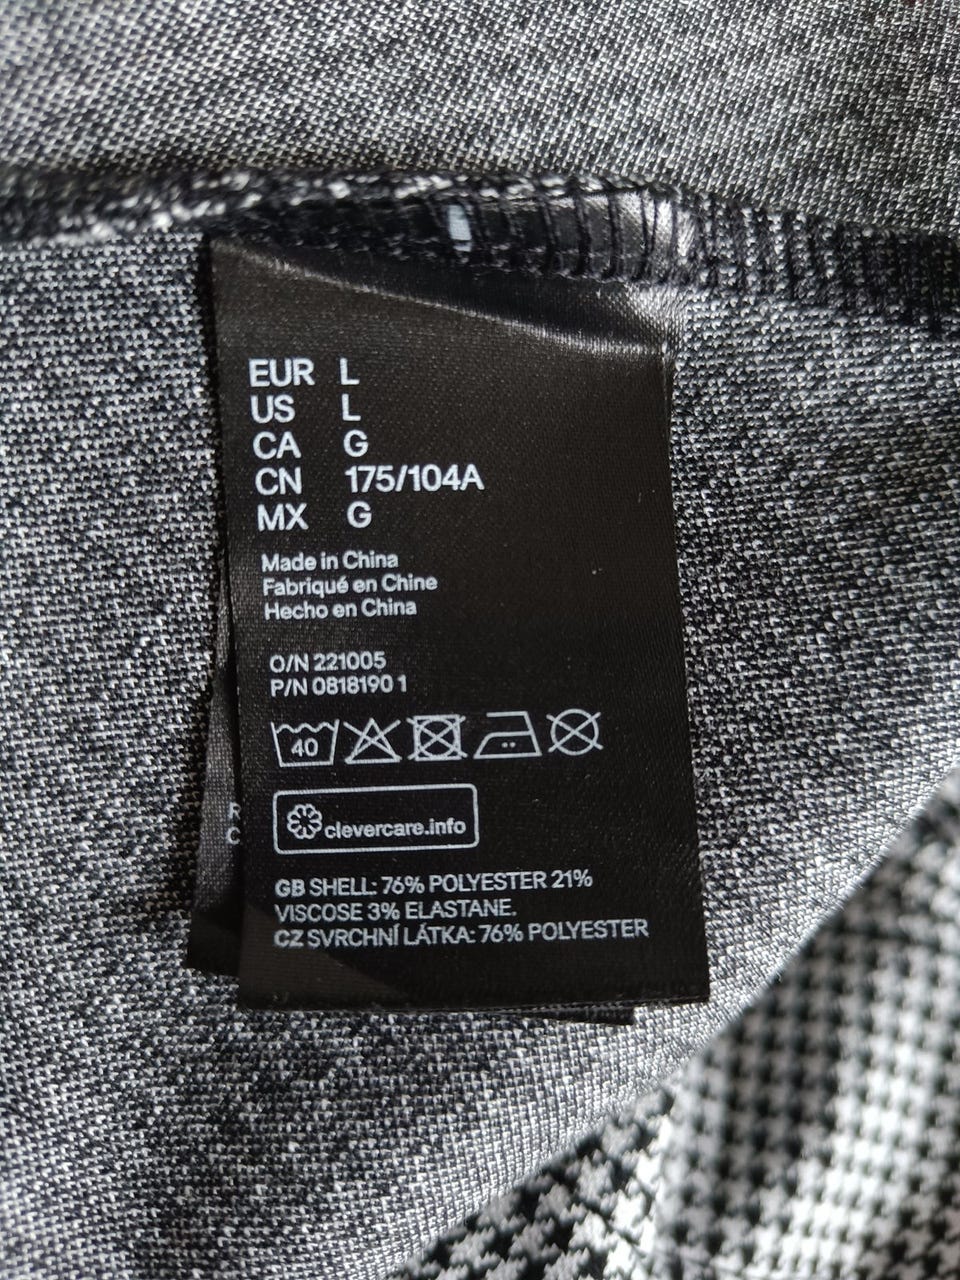 EUR L
US L
CA G
CN 175/104A
MX G
Made in China
Fabriqué en Chine
Hecho en China
O/N 221005
P/N 0818190 1
40
clevercare.info
GB SHELL: 76% POLYESTER 21%
VISCOSE 3% ELASTANE.
CZ SVRCHNÍ LÁTKA: 76% POLYESTER